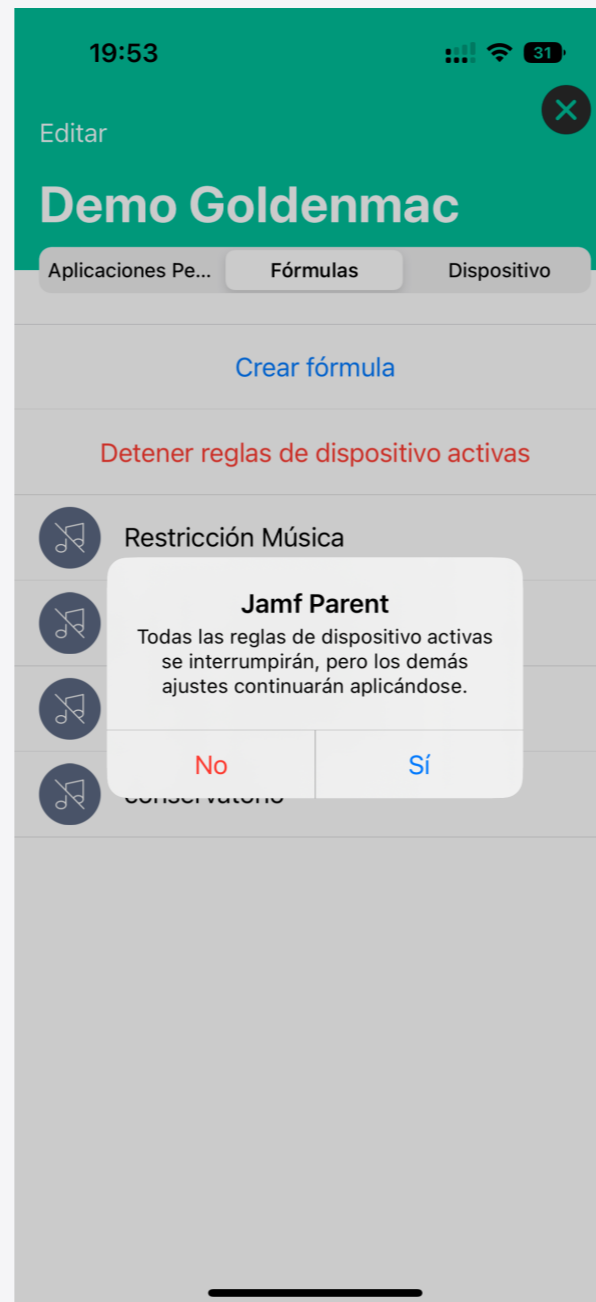 19:53
31
Editar
Demo Goldenmac
Aplicaciones Pe...
Fórmulas
Dispositivo
Crear fórmula
Detener reglas de dispositivo activas
Restricción Música
Jamf Parent
Todas las reglas de dispositivo activas
se interrumpirán, pero los demás
ajustes continuarán aplicándose.
No
Sí
conservatorio